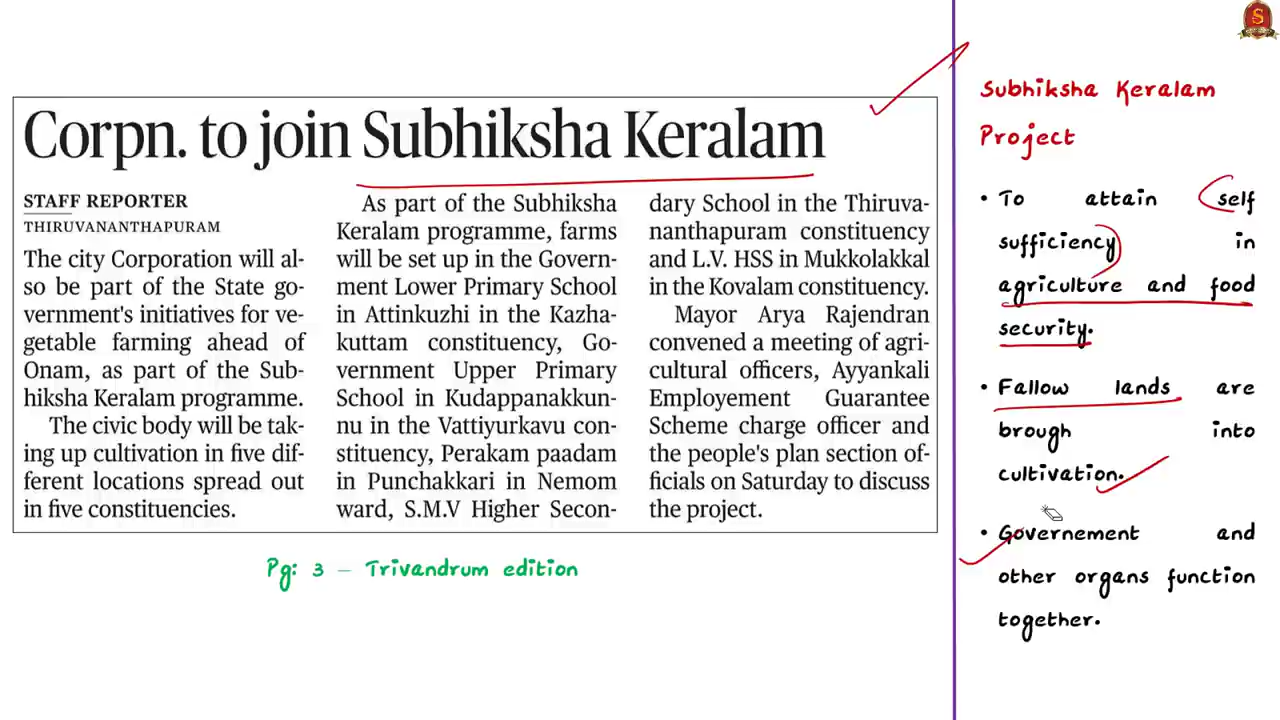 Corpn. to join Subhiksha Keralam
STAFF REPORTER
THIRUVANANTHAPURAM
The city Corporation will al-
so be part of the State go-
vernment's initiatives for ve-
getable farming ahead of
Onam, as part of the Sub-
hiksha Keralam programme.
The civic body will be tak-
ing up cultivation in five dif-
ferent locations spread out
in five constituencies.
As part of the Subhiksha
Keralam programme, farms
will be set up in the Govern-
ment Lower Primary School
in Attinkuzhi in the Kazha-
kuttam constituency, Go-
vernment Upper Primary
School in Kudappanakkun-
nu in the Vattiyurkavu con-
stituency, Perakam paadam
in Punchakkari in Nemom
ward, S.M.V Higher Secon-
dary School in the Thiruva-
nanthapuram constituency
and L.V. HSS in Mukkolakkal
in the Kovalam constituency.
Mayor Arya Rajendran
convened a meeting of agri-
cultural officers, Ayyankali
Employement Guarantee
Scheme charge officer and
the people's plan section of-
ficials on Saturday to discuss
the project.
Pg: 3 – Trivandrum edition
S
Subhiksha Keralam
Project
• To attain self
sufficiency in
agriculture and food
security.
• Fallow lands are
brough into
cultivation.
• Governement and
other organs function
together.